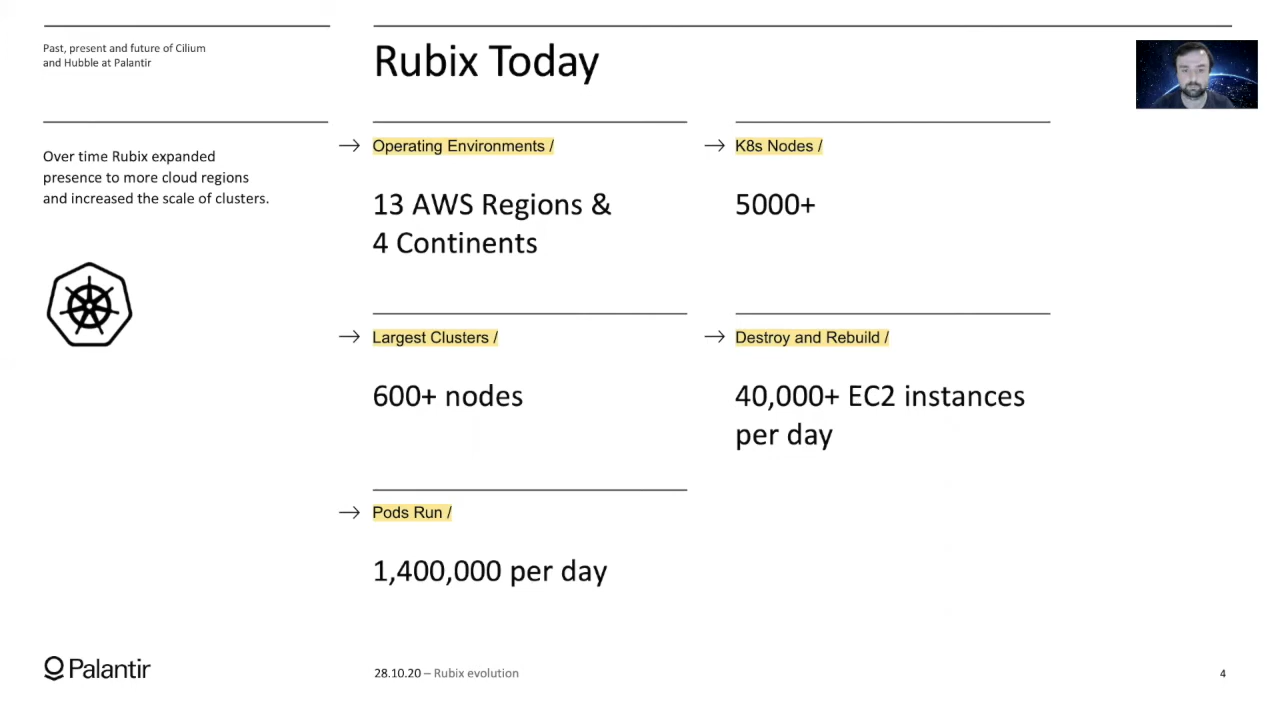 Past, present and future of Cilium
and Hubble at Palantir
Rubix Today
Over time Rubix expanded
presence to more cloud regions
and increased the scale of clusters.
Operating Environments /
13 AWS Regions &
4 Continents
K8s Nodes /
5000+
Largest Clusters /
600+ nodes
Destroy and Rebuild /
40,000+ EC2 instances
per day
Pods Run /
1,400,000 per day
Palantir
28.10.20 – Rubix evolution
4